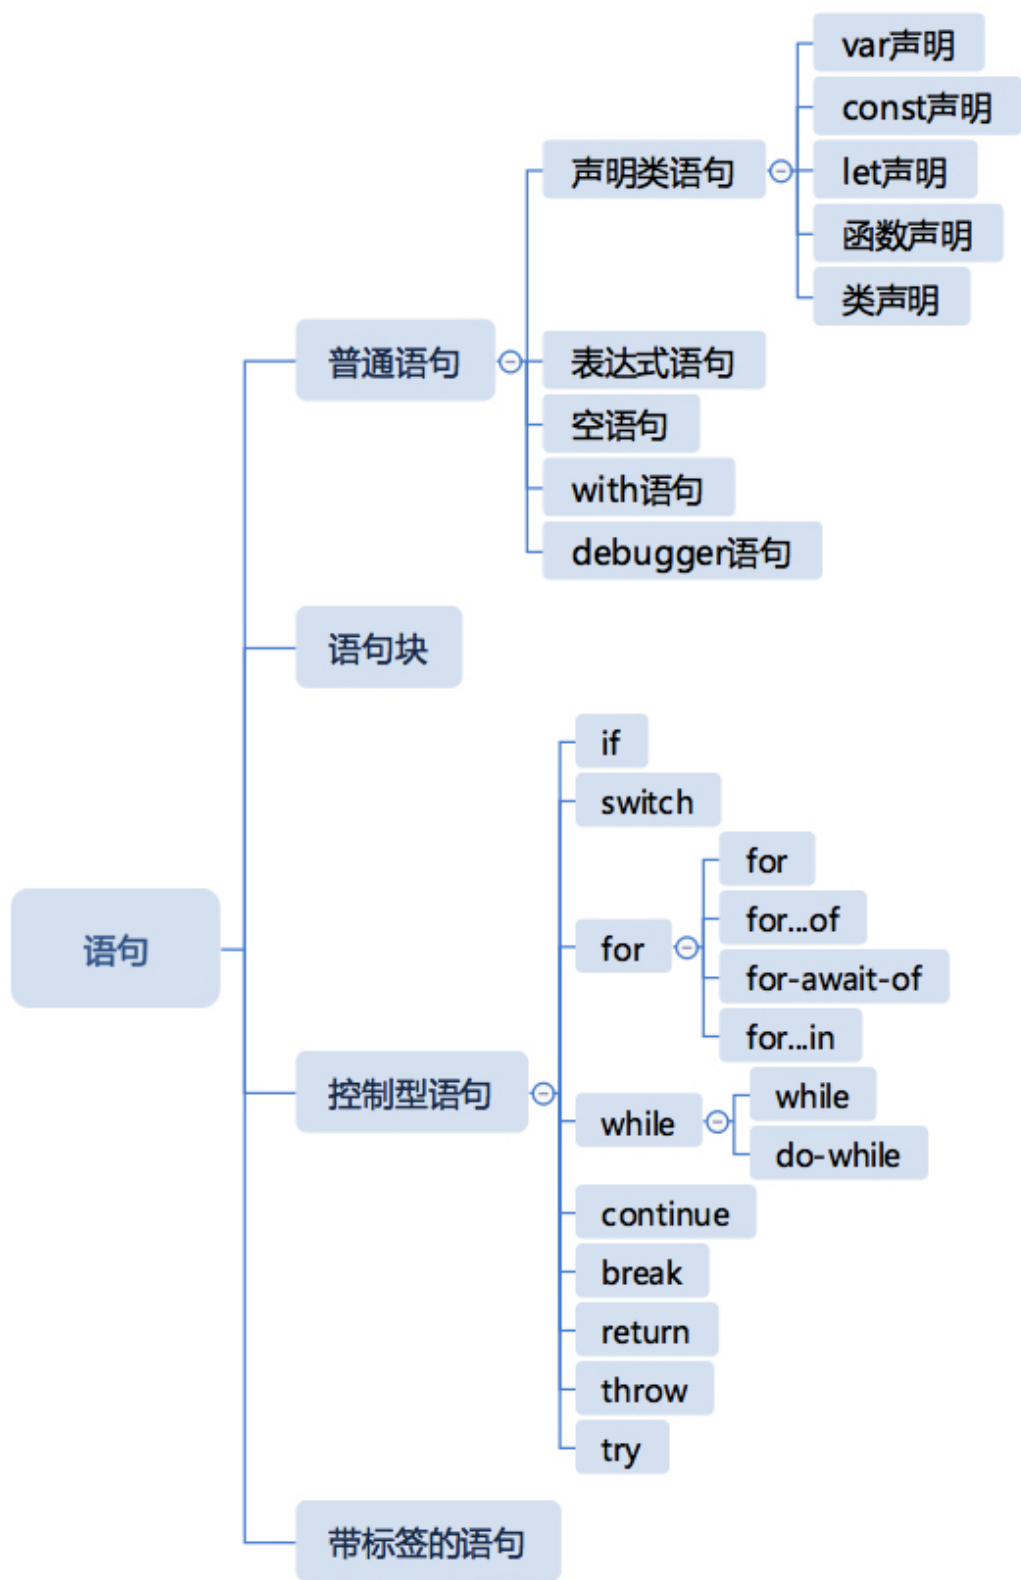 语句
普通语句
声明类语句
var声明
const声明
let声明
函数声明
类声明
表达式语句
空语句
with语句
debugger语句
语句块
控制型语句
if
switch
for
for
for...of
for-await-of
for...in
while
while
do-while
continue
break
return
throw
try
带标签的语句